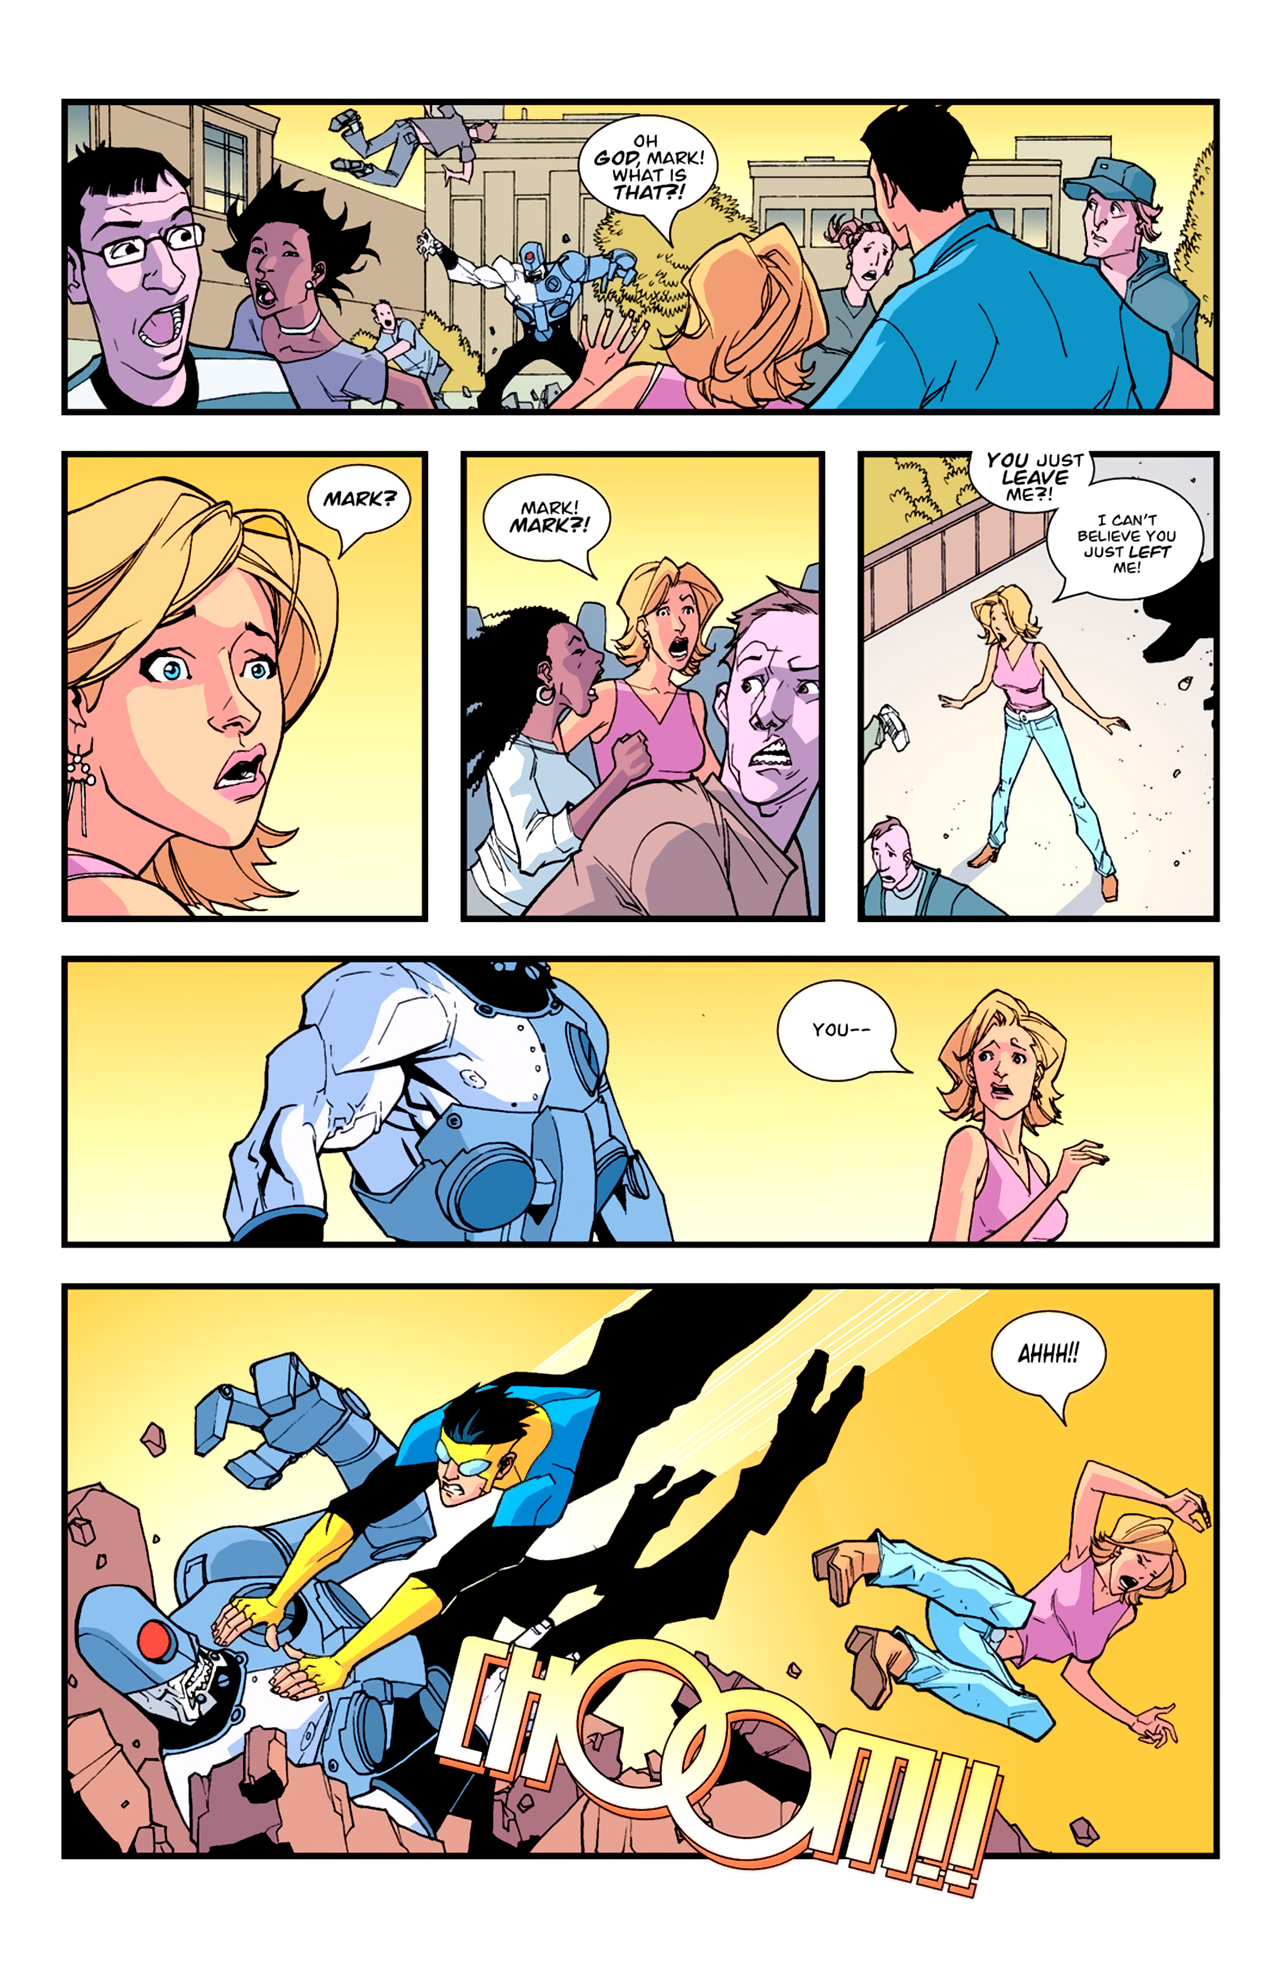 OH
GOD, MARK!
WHAT IS
THAT?!
MARK?
MARK!
MARK?!
YOU JUST
LEAVE
ME?!
I CAN'T
BELIEVE YOU
JUST LEFT
ME!
YOU--
AHHH!!
CHOOOM!!!